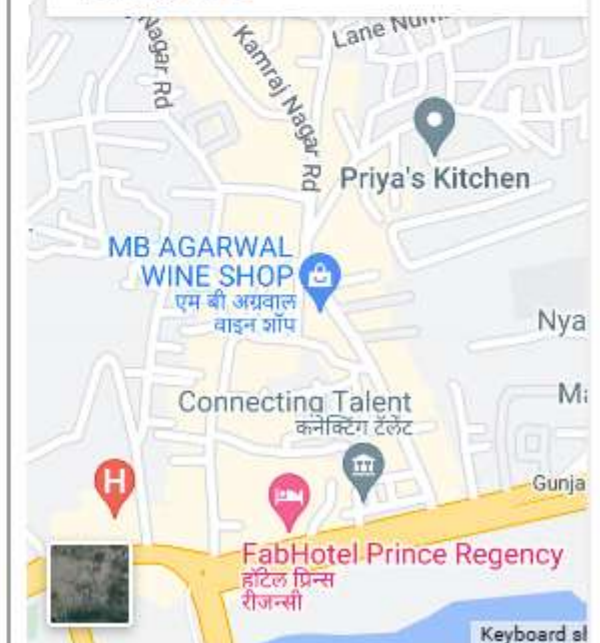 Nagar Rd
Kamraj Nagar Rd
Lane Num
Priya's Kitchen
MB AGARWAL
WINE SHOP
एम बी अग्रवाल
वाइन शॉप
Nya
Connecting Talent
कनेक्टिंग टॅलेंट
Ma
H
Gunja
FabHotel Prince Regency
हॉटेल प्रिन्स
रीजन्सी
Keyboard sh